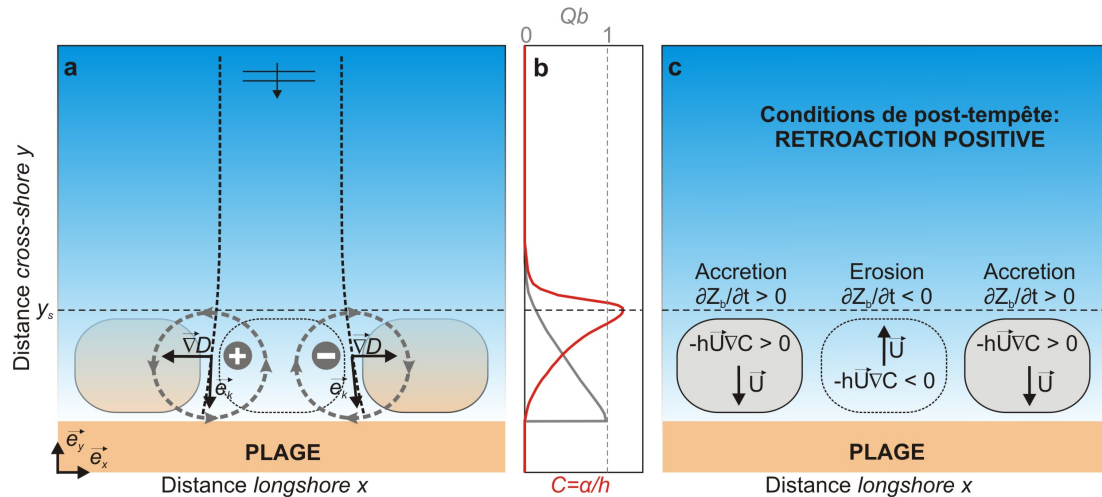 Qb
0 1
a
b
c
Conditions de post-tempête:
RETROACTION POSITIVE
Distance cross-shore y
y_s
∇D
+
−
∇D
e_k
e_k
Accretion
∂Z_b/∂t > 0
Erosion
∂Z_b/∂t < 0
Accretion
∂Z_b/∂t > 0
-hU∇C > 0
U
U
-hU∇C < 0
-hU∇C > 0
U
e_y
e_x
PLAGE
PLAGE
Distance longshore x
C=α/h
Distance longshore x